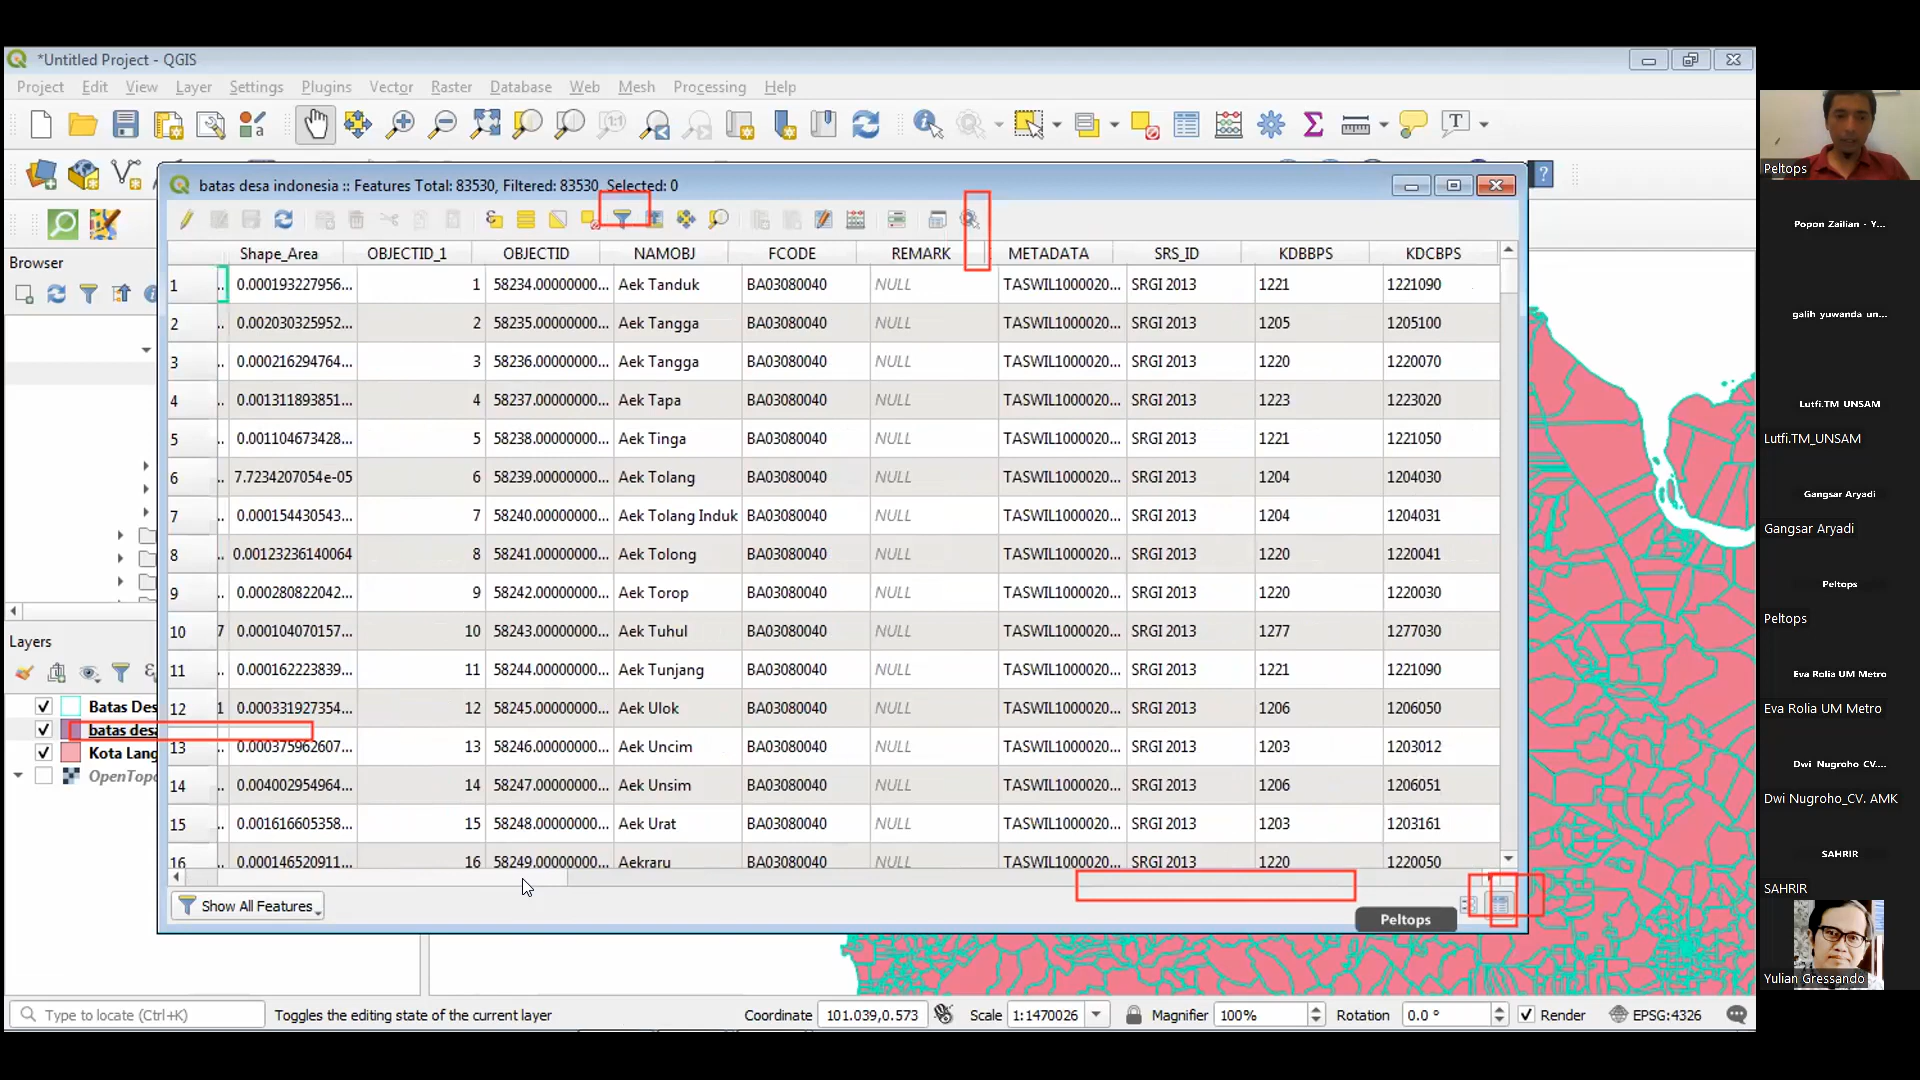 *Untitled Project - QGIS
Project Edit View Layer Settings Plugins Vector Raster Database Web Mesh Processing Help
batas desa indonesia :: Features Total: 83530, Filtered: 83530, Selected: 0
Shape_Area OBJECTID_1 OBJECTID NAMOBJ FCODE REMARK METADATA SRS_ID KDBBPS KDCBPS
1 0.000193227956... 1 58234.00000000... Aek Tanduk BA03080040 NULL TASWIL1000020... SRGI 2013 1221 1221090
2 0.002030325952... 2 58235.00000000... Aek Tangga BA03080040 NULL TASWIL1000020... SRGI 2013 1205 1205100
3 0.000216294764... 3 58236.00000000... Aek Tangga BA03080040 NULL TASWIL1000020... SRGI 2013 1220 1220070
4 0.001311893851... 4 58237.00000000... Aek Tapa BA03080040 NULL TASWIL1000020... SRGI 2013 1223 1223020
5 0.001104673428... 5 58238.00000000... Aek Tinga BA03080040 NULL TASWIL1000020... SRGI 2013 1221 1221050
6 7.7234207054e-05 6 58239.00000000... Aek Tolang BA03080040 NULL TASWIL1000020... SRGI 2013 1204 1204030
7 0.000154430543... 7 58240.00000000... Aek Tolang Induk BA03080040 NULL TASWIL1000020... SRGI 2013 1204 1204031
8 0.00123236140064 8 58241.00000000... Aek Tolong BA03080040 NULL TASWIL1000020... SRGI 2013 1220 1220041
9 0.000280822042... 9 58242.00000000... Aek Torop BA03080040 NULL TASWIL1000020... SRGI 2013 1220 1220030
10 7 0.000104070157... 10 58243.00000000... Aek Tuhul BA03080040 NULL TASWIL1000020... SRGI 2013 1277 1277030
11 0.000162223839... 11 58244.00000000... Aek Tunjang BA03080040 NULL TASWIL1000020... SRGI 2013 1221 1221090
12 1 0.000331927354... 12 58245.00000000... Aek Ulok BA03080040 NULL TASWIL1000020... SRGI 2013 1206 1206050
13 0.000375962607... 13 58246.00000000... Aek Uncim BA03080040 NULL TASWIL1000020... SRGI 2013 1203 1203012
14 0.004002954964... 14 58247.00000000... Aek Unsim BA03080040 NULL TASWIL1000020... SRGI 2013 1206 1206051
15 0.001616605358... 15 58248.00000000... Aek Urat BA03080040 NULL TASWIL1000020... SRGI 2013 1203 1203161
16 0.000146520911... 16 58249.00000000... Aekraru BA03080040 NULL TASWIL1000020... SRGI 2013 1220 1220050
Show All Features
Peltops
Browser
Layers
Batas Des
batas desa
Kota Lang
OpenTopo
Type to locate (Ctrl+K) Toggles the editing state of the current layer Coordinate 101.039,0.573 Scale 1:1470026 Magnifier 100% Rotation 0.0 ° Render EPSG:4326
Peltops
Popon Zailian - Y...
galih yuwanda un...
Lutfi.TM UNSAM
Lutfi.TM_UNSAM
Gangsar Aryadi
Gangsar Aryadi
Peltops
Peltops
Eva Rolia UM Metro
Eva Rolia UM Metro
Dwi Nugroho CV....
Dwi Nugroho_CV. AMK
SAHRIR
SAHRIR
Yulian Gressando